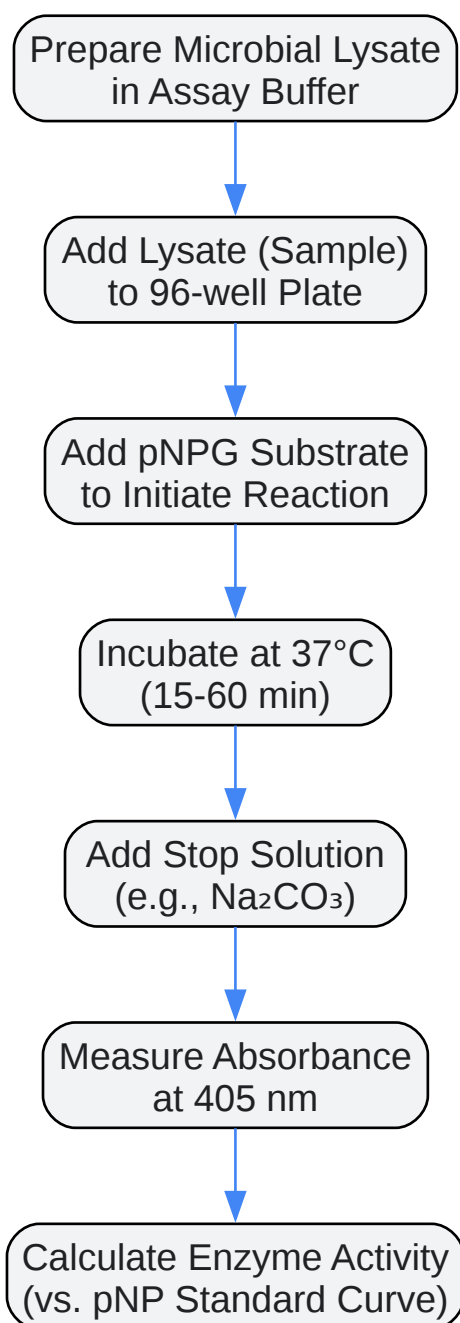 Prepare Microbial Lysate
in Assay Buffer
Add Lysate (Sample)
to 96-well Plate
Add pNPG Substrate
to Initiate Reaction
Incubate at 37°C
(15-60 min)
Add Stop Solution
(e.g., Na₂CO₃)
Measure Absorbance
at 405 nm
Calculate Enzyme Activity
(vs. pNP Standard Curve)